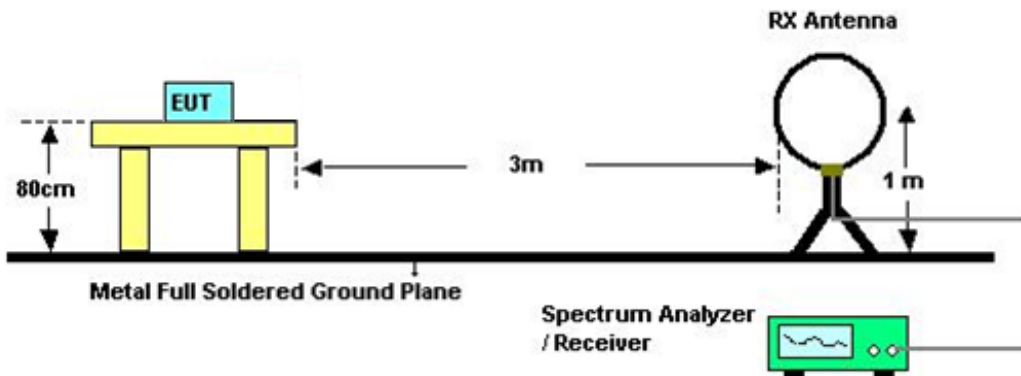 RX Antenna
EUT
80cm
3m
1 m
Metal Full Soldered Ground Plane
Spectrum Analyzer
/ Receiver